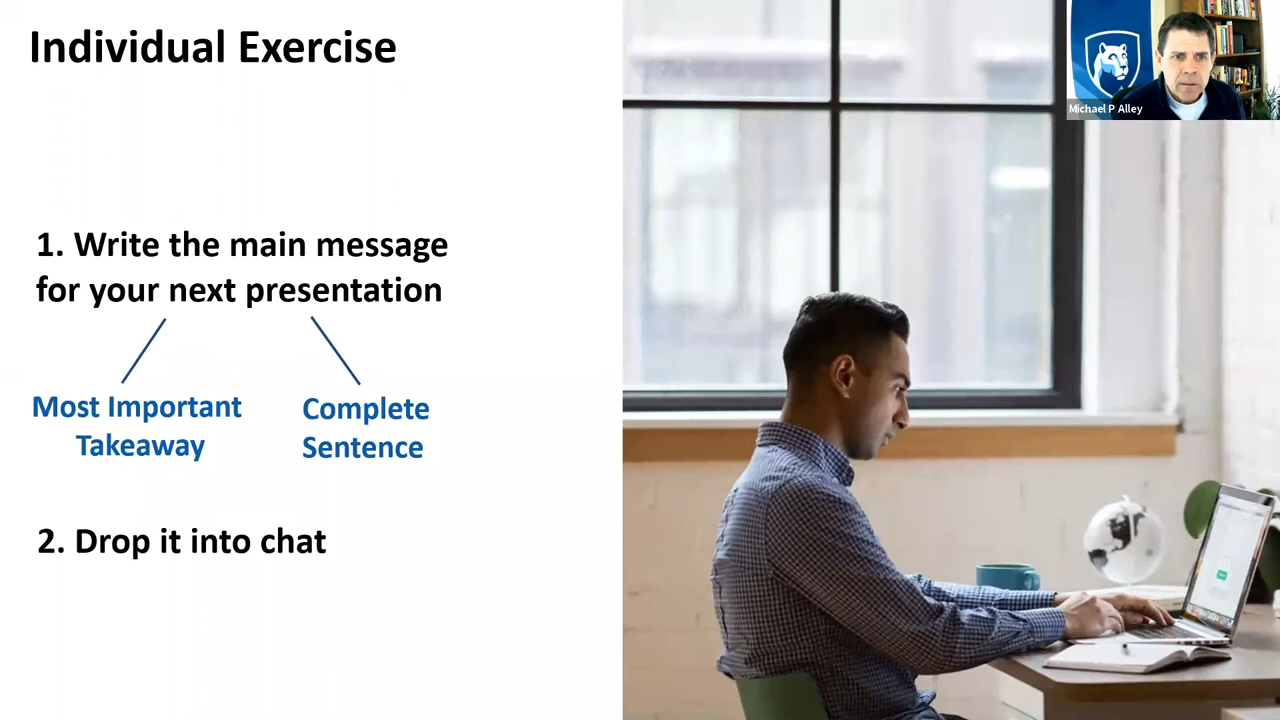 Individual Exercise
Michael P Alley
1. Write the main message
for your next presentation
Most Important
Takeaway
Complete
Sentence
2. Drop it into chat